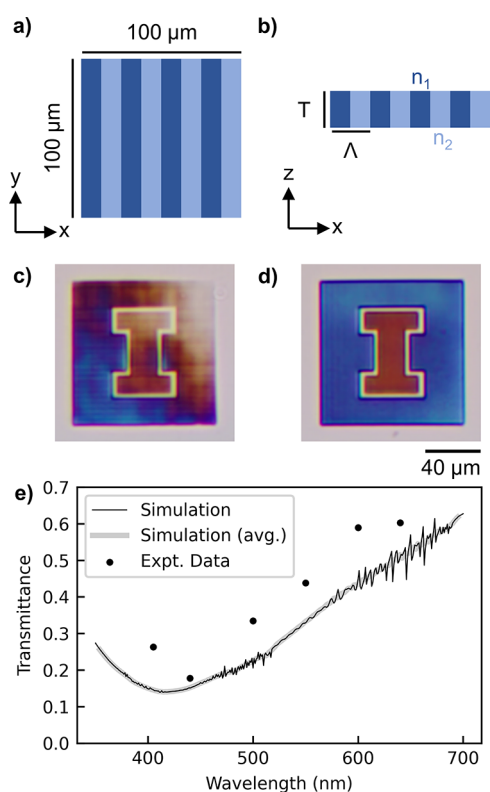 a)
100 µm
100 µm
y
x
b)
n1
T
n2
Λ
z
x
c)
d)
40 µm
e)
0.7
0.6
0.5
0.4
0.3
0.2
0.1
0.0
Transmittance
Simulation
Simulation (avg.)
Expt. Data
400
500
600
700
Wavelength (nm)